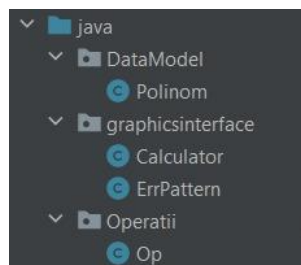 java
DataModel
Polinom
graphicsinterface
Calculator
ErrPattern
Operatii
Op